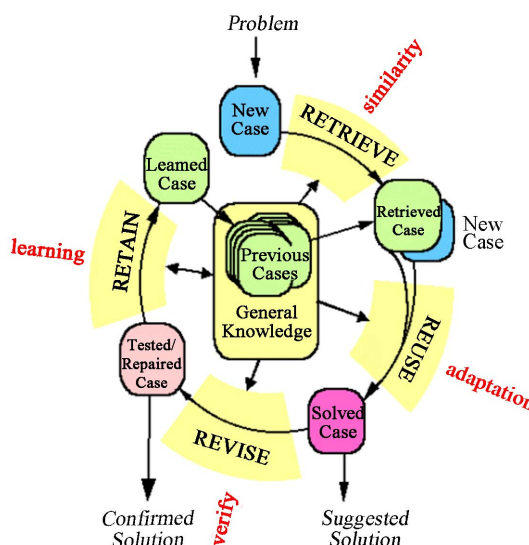 Problem
similarity
New
Case
RETRIEVE
Leamed
Case
Retrieved
Case
New
Case
learning
RETAIN
Previous
Cases
General
Knowledge
Tested/
Repaired
Case
REUSE
adaptation
Solved
Case
REVISE
verify
Confirmed
Solution
Suggested
Solution